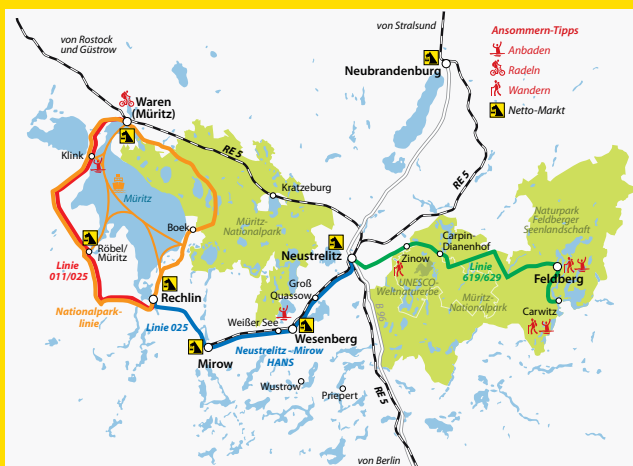 von Rostock
und Güstrow
von Stralsund
Ansommern-Tipps
Anbaden
Radeln
Wandern
Netto-Markt
Neubrandenburg
Waren
(Müritz)
Klink
RE 5
RE 5
Kratzeburg
Müritz
Müritz-
Nationalpark
Boek
Naturpark
Feldberger
Seenlandschaft
Carpin-
Dianenhof
Röbel/
Müritz
Neustrelitz
Zinow
Linie
011/025
Linie
619/629
Feldberg
Groß
Quassow
UNESCO-
Weltnaturerbe
Müritz-
Nationalpark
Rechlin
Carwitz
Nationalpark-
linie
Linie 025
Weißer See
B 96
Wesenberg
Neustrelitz - Mirow
HANS
Mirow
Wustrow
Priepert
RE 5
von Berlin